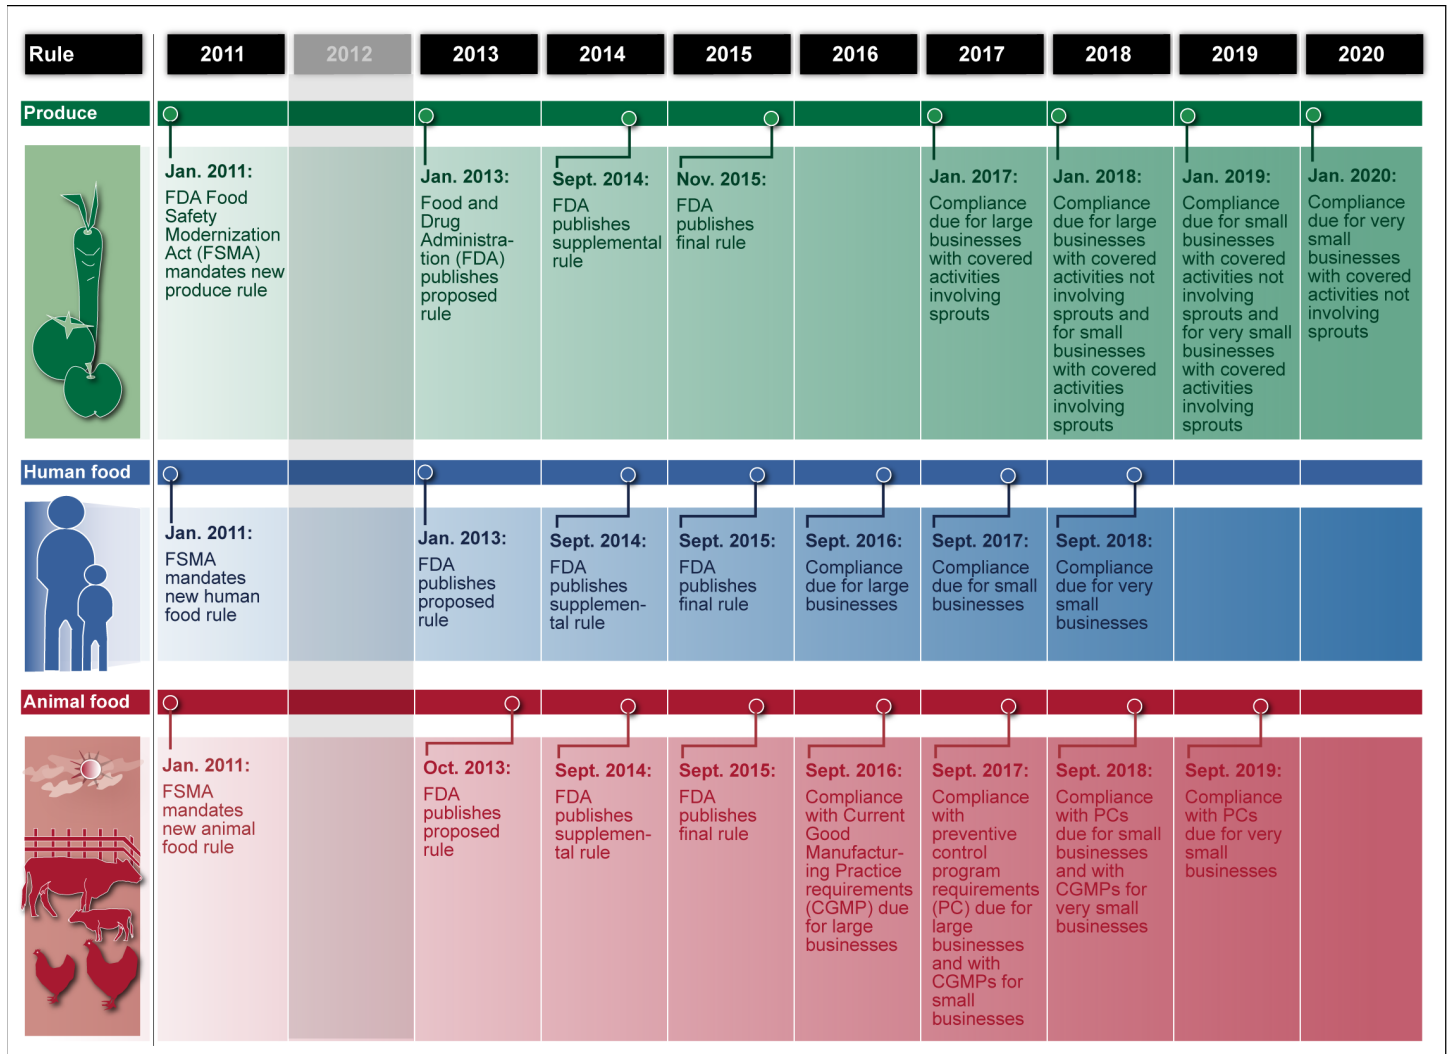 Rule
2011
2012
2013
2014
2015
2016
2017
2018
2019
2020
Produce
Jan. 2011:
FDA Food
Safety
Modernization
Act (FSMA)
mandates new
produce rule
Jan. 2013:
Food and
Drug
Administra-
tion (FDA)
publishes
proposed
rule
Sept. 2014:
FDA
publishes
supplemental
rule
Nov. 2015:
FDA
publishes
final rule
Jan. 2017:
Compliance
due for large
businesses
with covered
activities
involving
sprouts
Jan. 2018:
Compliance
due for large
businesses
with covered
activities not
involving
sprouts and
for small
businesses
with covered
activities
involving
sprouts
Jan. 2019:
Compliance
due for small
businesses
with covered
activities not
involving
sprouts and
for very small
businesses
with covered
activities
involving
sprouts
Jan. 2020:
Compliance
due for very
small
businesses
with covered
activities not
involving
sprouts
Human food
Jan. 2011:
FSMA
mandates
new human
food rule
Jan. 2013:
FDA
publishes
proposed
rule
Sept. 2014:
FDA
publishes
supplemen-
tal rule
Sept. 2015:
FDA
publishes
final rule
Sept. 2016:
Compliance
due for large
businesses
Sept. 2017:
Compliance
due for small
businesses
Sept. 2018:
Compliance
due for very
small
businesses
Animal food
Jan. 2011:
FSMA
mandates
new animal
food rule
Oct. 2013:
FDA
publishes
proposed
rule
Sept. 2014:
FDA
publishes
supplemen-
tal rule
Sept. 2015:
FDA
publishes
final rule
Sept. 2016:
Compliance
with Current
Good
Manufactur-
ing Practice
requirements
(CGMP) due
for large
businesses
Sept. 2017:
Compliance
with
preventive
control
program
requirements
(PC) due for
large
businesses
and with
CGMPs for
small
businesses
Sept. 2018:
Compliance
with PCs
due for small
businesses
and with
CGMPs for
very small
businesses
Sept. 2019:
Compliance
with PCs
due for very
small
businesses